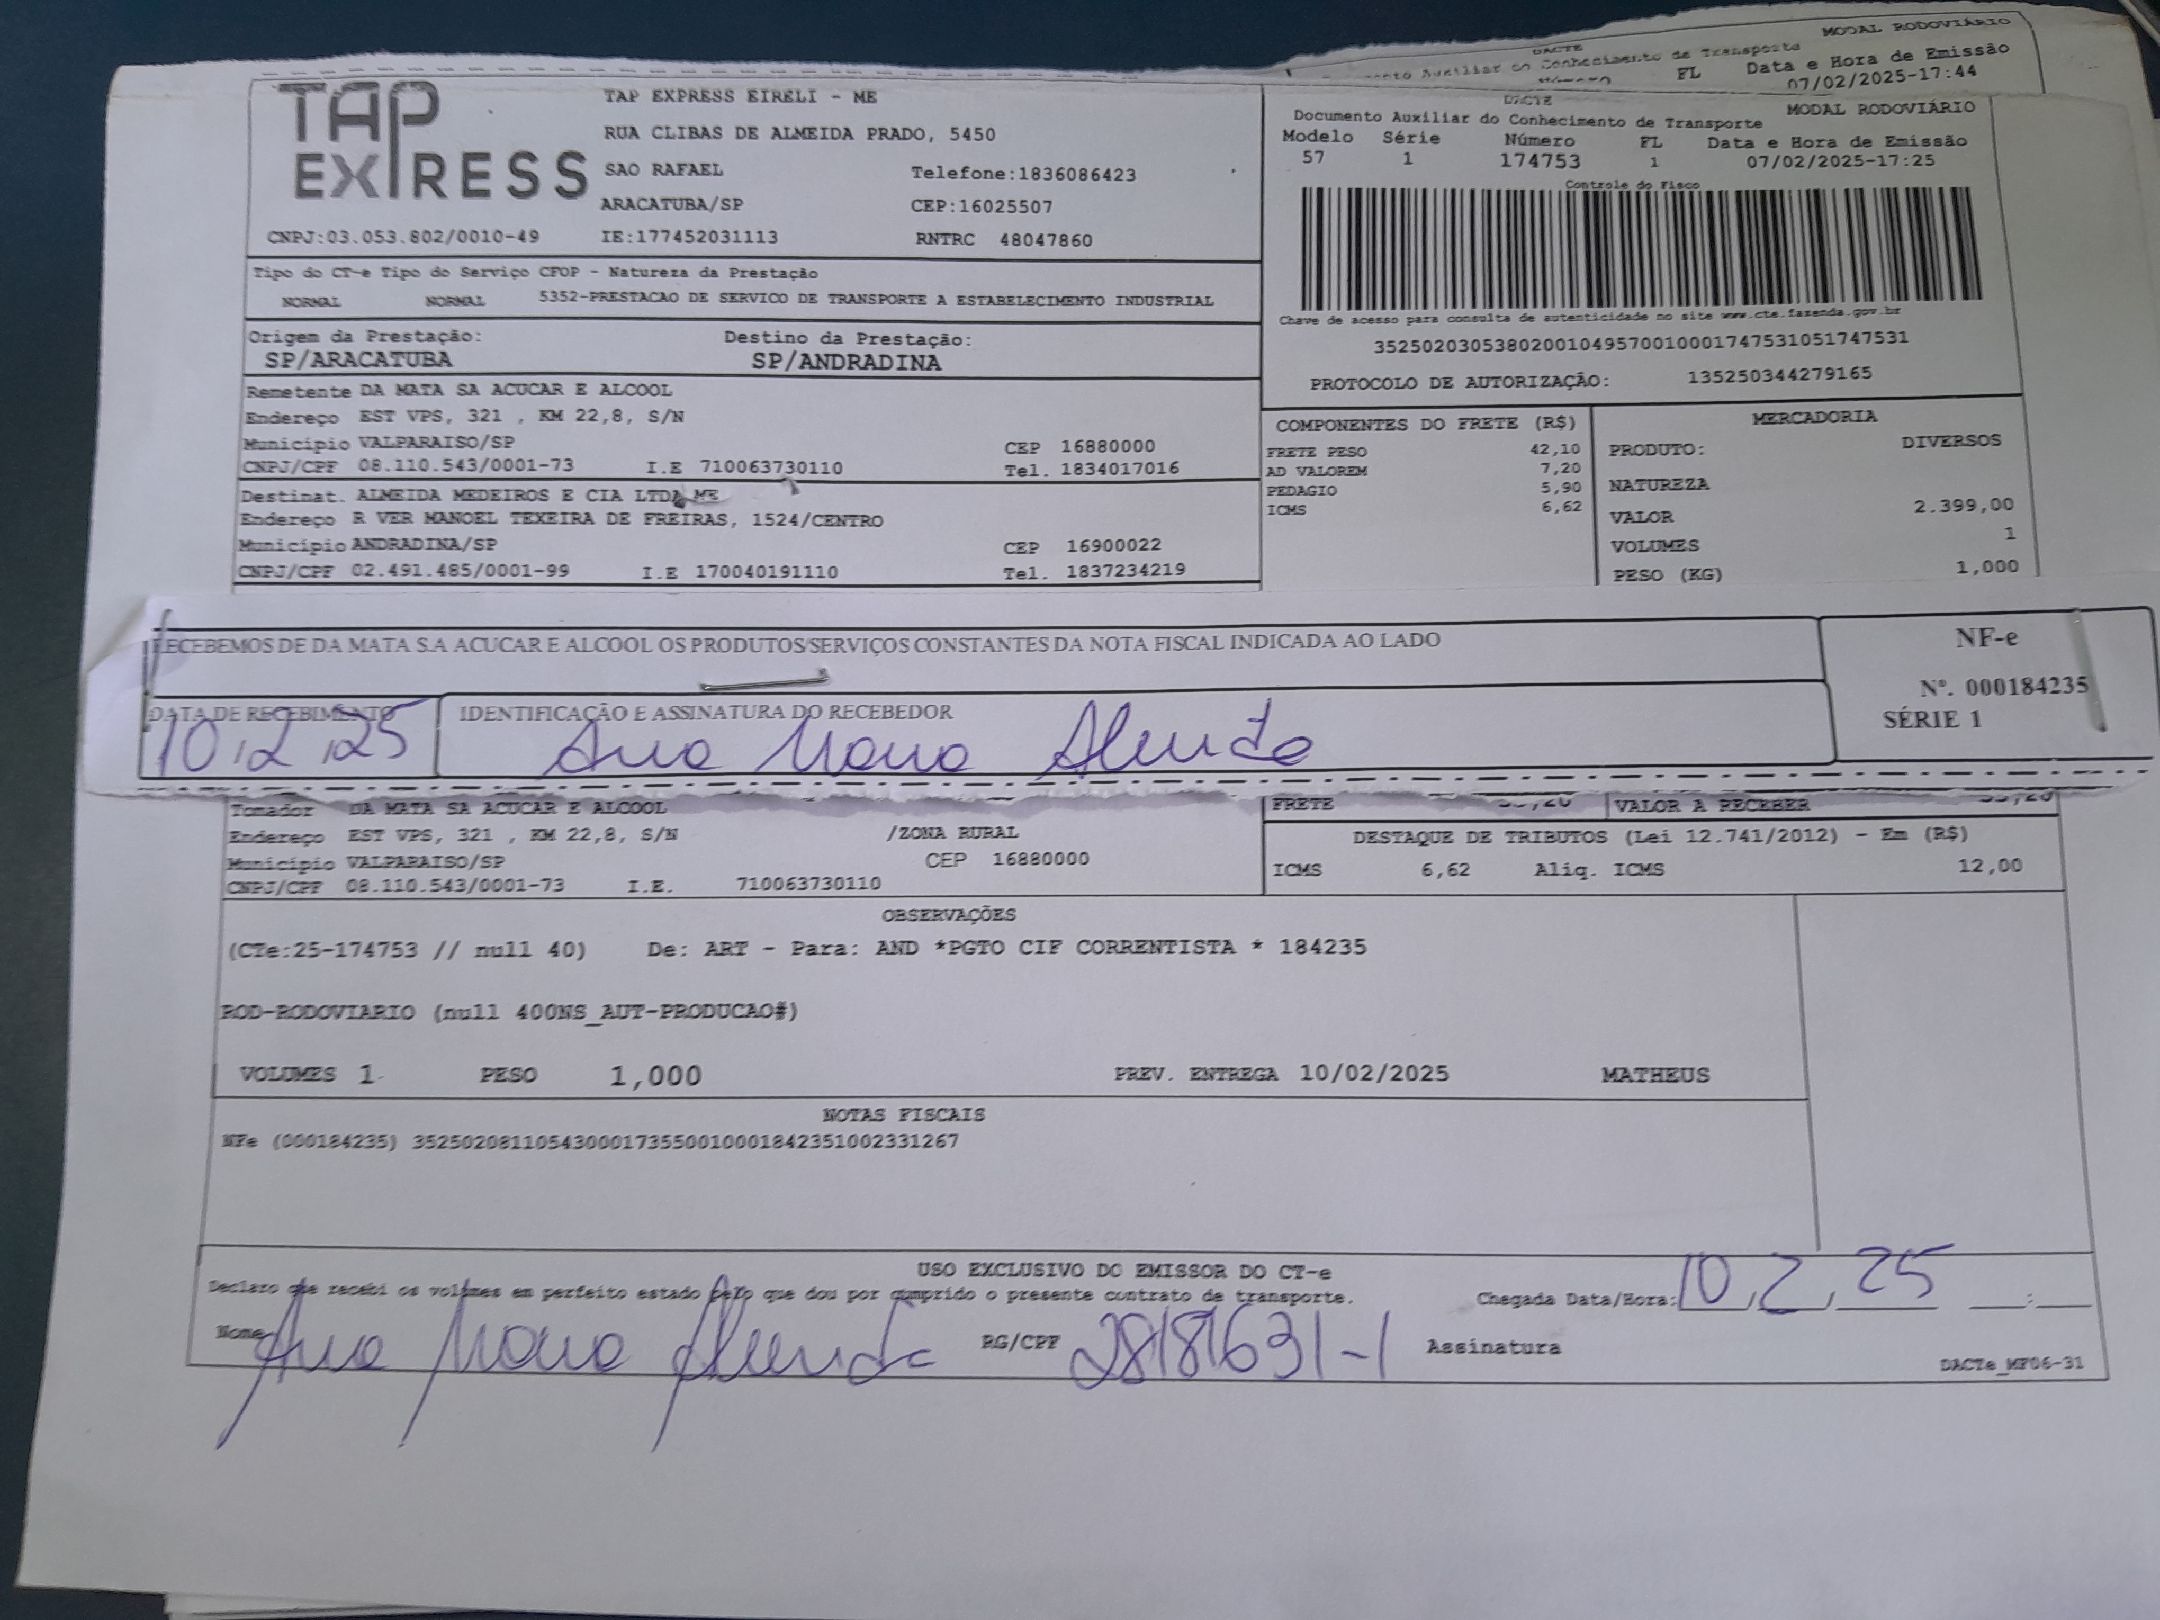 MODAL RODOVIÁRIO
DACTE
Auxiliar do Conhecimento de Transporte
FL Data e Hora de Emissão
07/02/2025-17:44
TAP EXPRESS
CNPJ:03.053.802/0010-49
TAP EXPRESS EIRELI - ME
RUA CLIBAS DE ALMEIDA PRADO, 5450
SAO RAFAEL Telefone:1836086423
ARACATUBA/SP CEP:16025507
IE:177452031113 RNTRC 48047860
DACTE
Documento Auxiliar do Conhecimento de Transporte MODAL RODOVIÁRIO
Modelo Série Número FL Data e Hora de Emissão
57 1 174753 1 07/02/2025-17:25
Controle do Fisco
Chave de acesso para consulta de autenticidade no site www.cte.fazenda.gov.br
35250203053802001049570010001747531051747531
PROTOCOLO DE AUTORIZAÇÃO: 135250344279165
Tipo do CT-e Tipo do Serviço CFOP - Natureza da Prestação
NORMAL NORMAL 5352-PRESTACAO DE SERVICO DE TRANSPORTE A ESTABELECIMENTO INDUSTRIAL
Origem da Prestação: Destino da Prestação:
SP/ARACATUBA SP/ANDRADINA
Remetente DA MATA SA ACUCAR E ALCOOL
Endereço EST VPS, 321 , KM 22,8, S/N
Município VALPARAISO/SP CEP 16880000
CNPJ/CPF 08.110.543/0001-73 I.E 710063730110 Tel. 1834017016
Destinat. ALMEIDA MEDEIROS E CIA LTDA ME
Endereço R VER MANOEL TEXEIRA DE FREIRAS, 1524/CENTRO
Município ANDRADINA/SP CEP 16900022
CNPJ/CPF 02.491.485/0001-99 I.E 170040191110 Tel. 1837234219
COMPONENTES DO FRETE (R$)
FRETE PESO 42,10
AD VALOREM 7,20
PEDAGIO 5,90
ICMS 6,62
MERCADORIA
PRODUTO: DIVERSOS
NATUREZA
VALOR 2.399,00
VOLUMES 1
PESO (KG) 1,000
RECEBEMOS DE DA MATA S.A ACUCAR E ALCOOL OS PRODUTOS/SERVIÇOS CONSTANTES DA NOTA FISCAL INDICADA AO LADO
DATA DE RECEBIMENTO IDENTIFICAÇÃO E ASSINATURA DO RECEBEDOR
10,2,25 Ana Maria Almeida
NF-e
Nº. 000184235
SÉRIE 1
Tomador DA MATA SA ACUCAR E ALCOOL
Endereço EST VPS, 321 , KM 22,8, S/N /ZONA RURAL
Município VALPARAISO/SP CEP 16880000
CNPJ/CPF 08.110.543/0001-73 I.E. 710063730110
FRETE VALOR A RECEBER
DESTAQUE DE TRIBUTOS (Lei 12.741/2012) - Em (R$)
ICMS 6,62 Aliq. ICMS 12,00
OBSERVAÇÕES
(CTe:25-174753 // null 40) De: ART - Para: AND *PGTO CIF CORRENTISTA * 184235
ROD-RODOVIARIO (null 400NS_AUT-PRODUCAO#)
VOLUMES 1 PESO 1,000 PREV. ENTREGA 10/02/2025 MATHEUS
NOTAS FISCAIS
NFe (000184235) 35250208110543000173550010001842351002331267
USO EXCLUSIVO DO EMISSOR DO CT-e
Declaro que recebi os volumes em perfeito estado pelo que dou por cumprido o presente contrato de transporte. Chegada Data/Hora: 10/2/25 __:__
Nome Ana Maria Almeida RG/CPF 28181631-1 Assinatura
DACTe_MF06-31